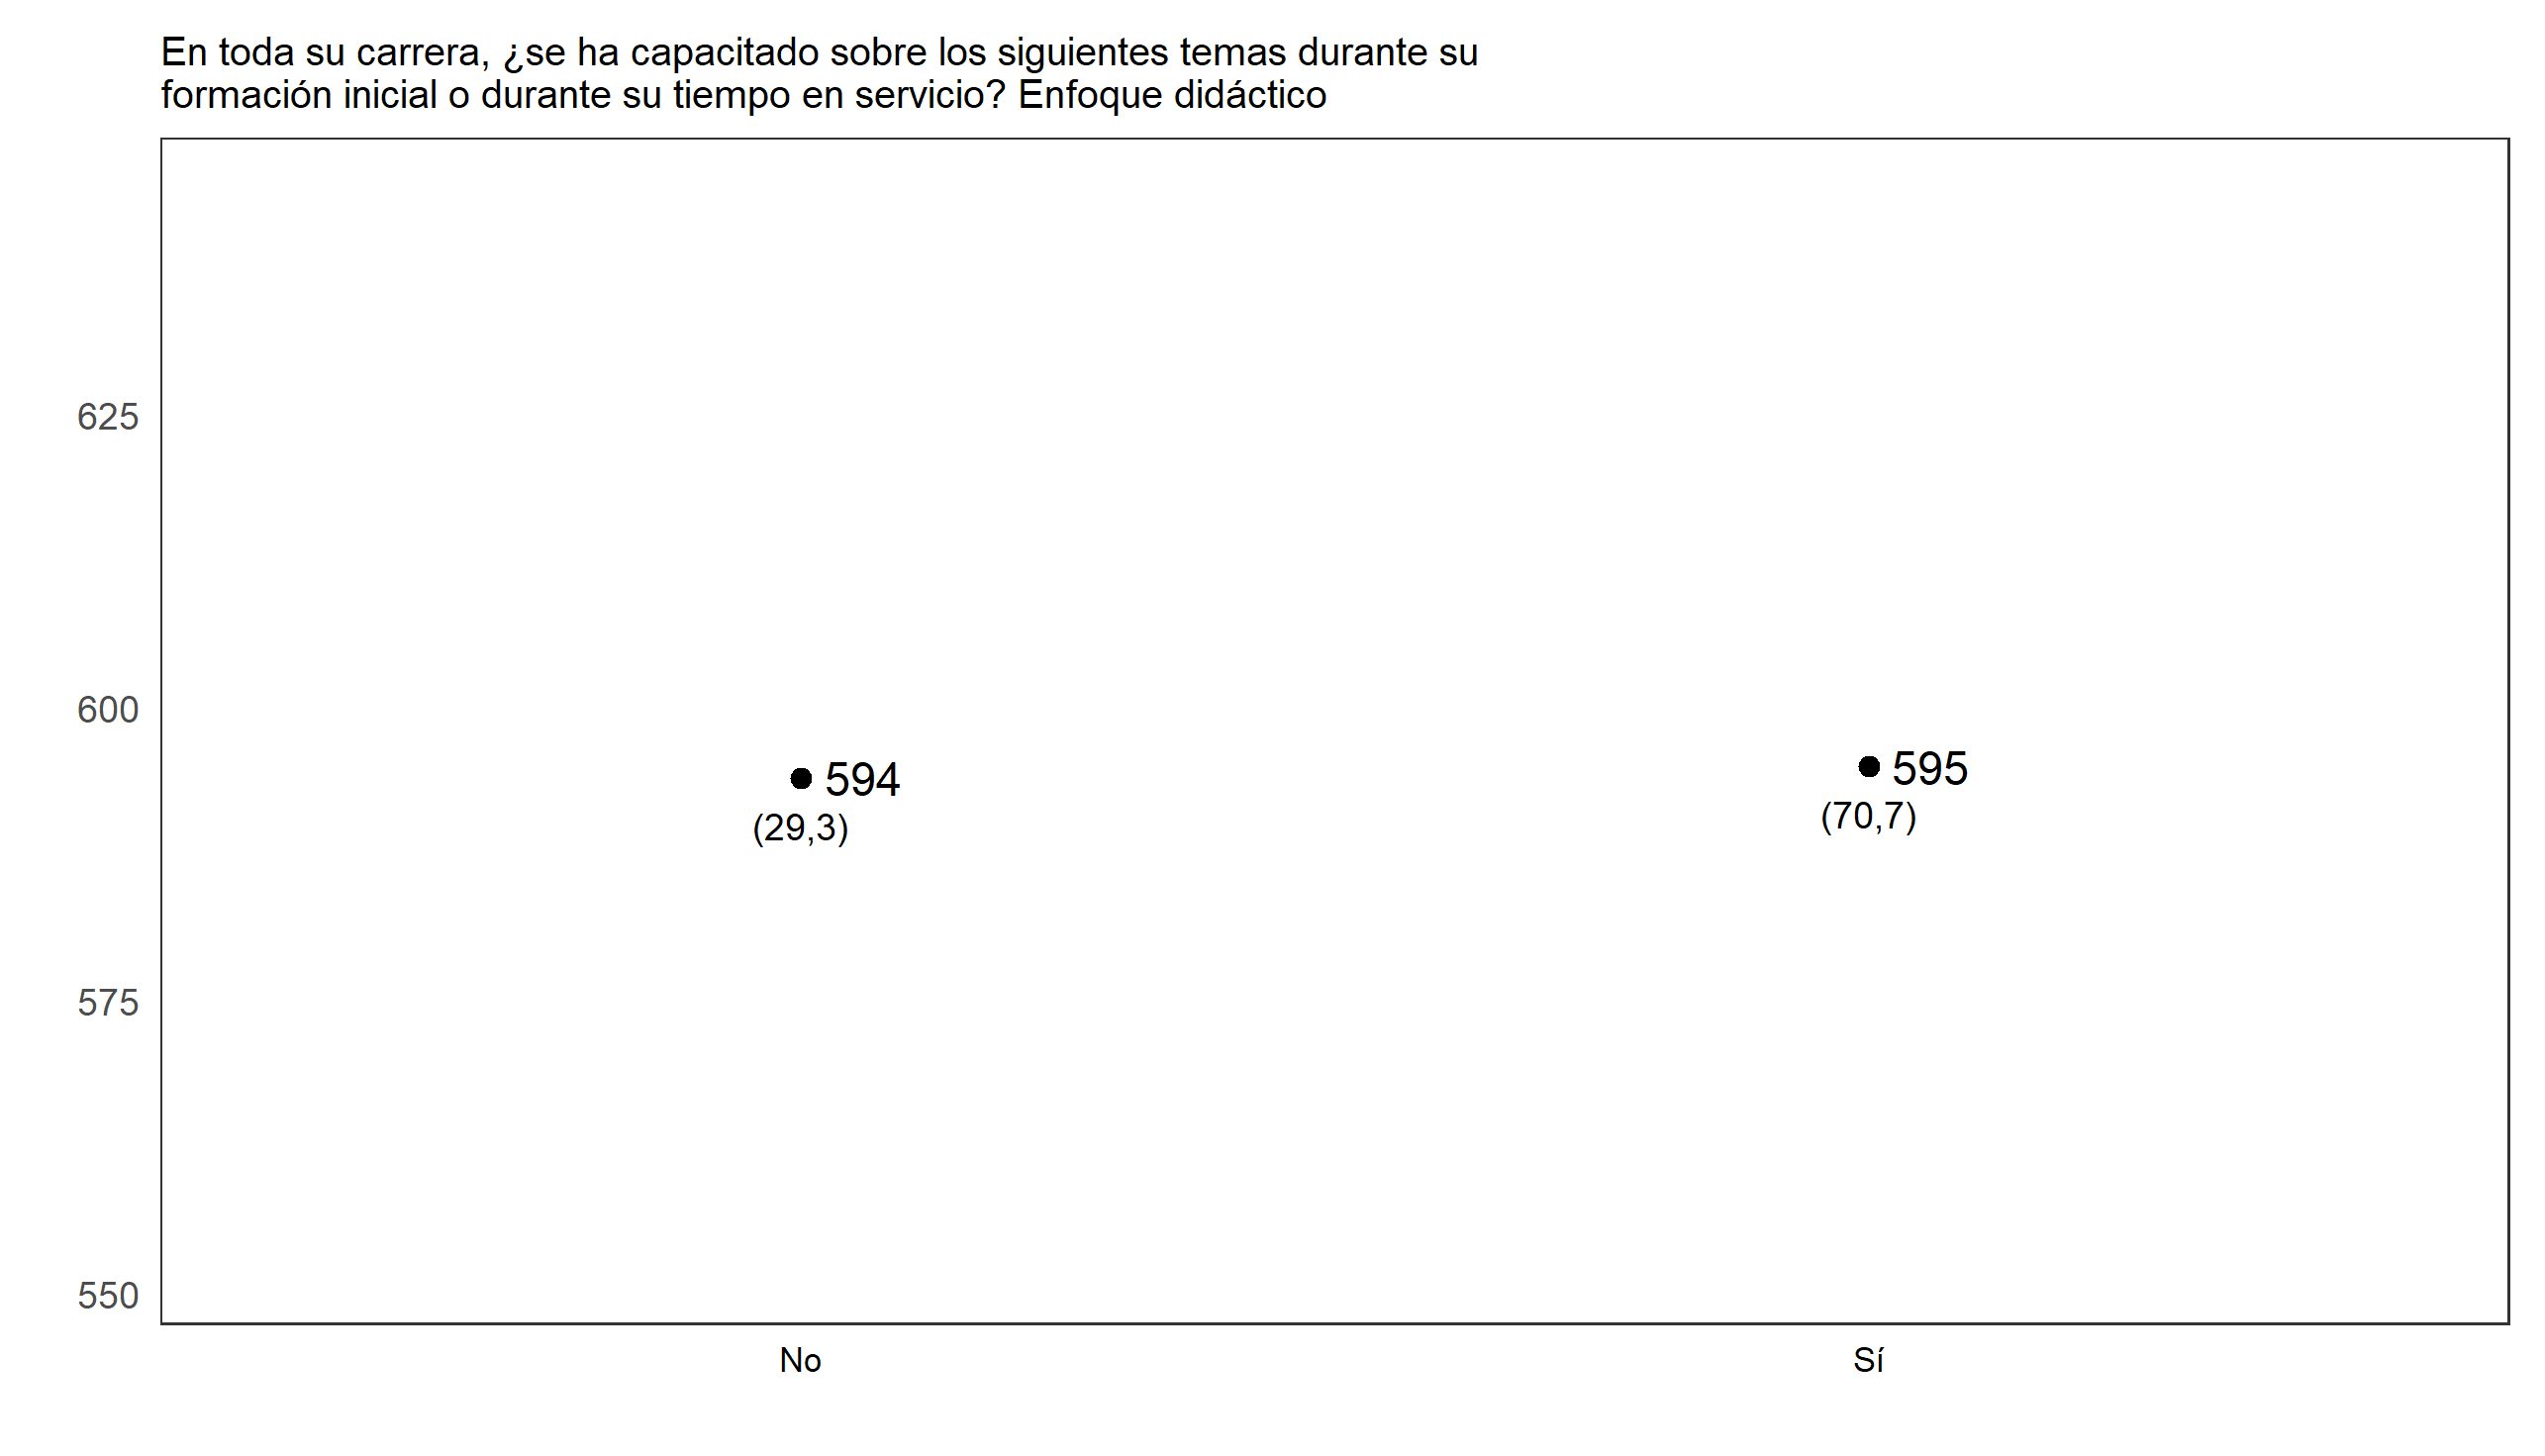 En toda su carrera, ¿se ha capacitado sobre los siguientes temas durante su
formación inicial o durante su tiempo en servicio? Enfoque didáctico
625
600
594
595
(29,3)
(70,7)
575
550
No
Sí